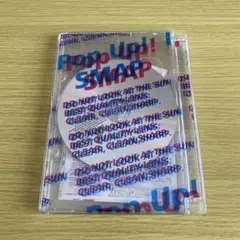 Pop Up!!
SMAP
DO NOT LOOK AT THE SUN
BEST QUALITY LENS:
CLEAR, CLEAN, SHARP.
DO NOT LOOK AT THE SUN
BEST QUALITY LENS:
CLEAR, CLEAN, SHARP.
Pop Up!